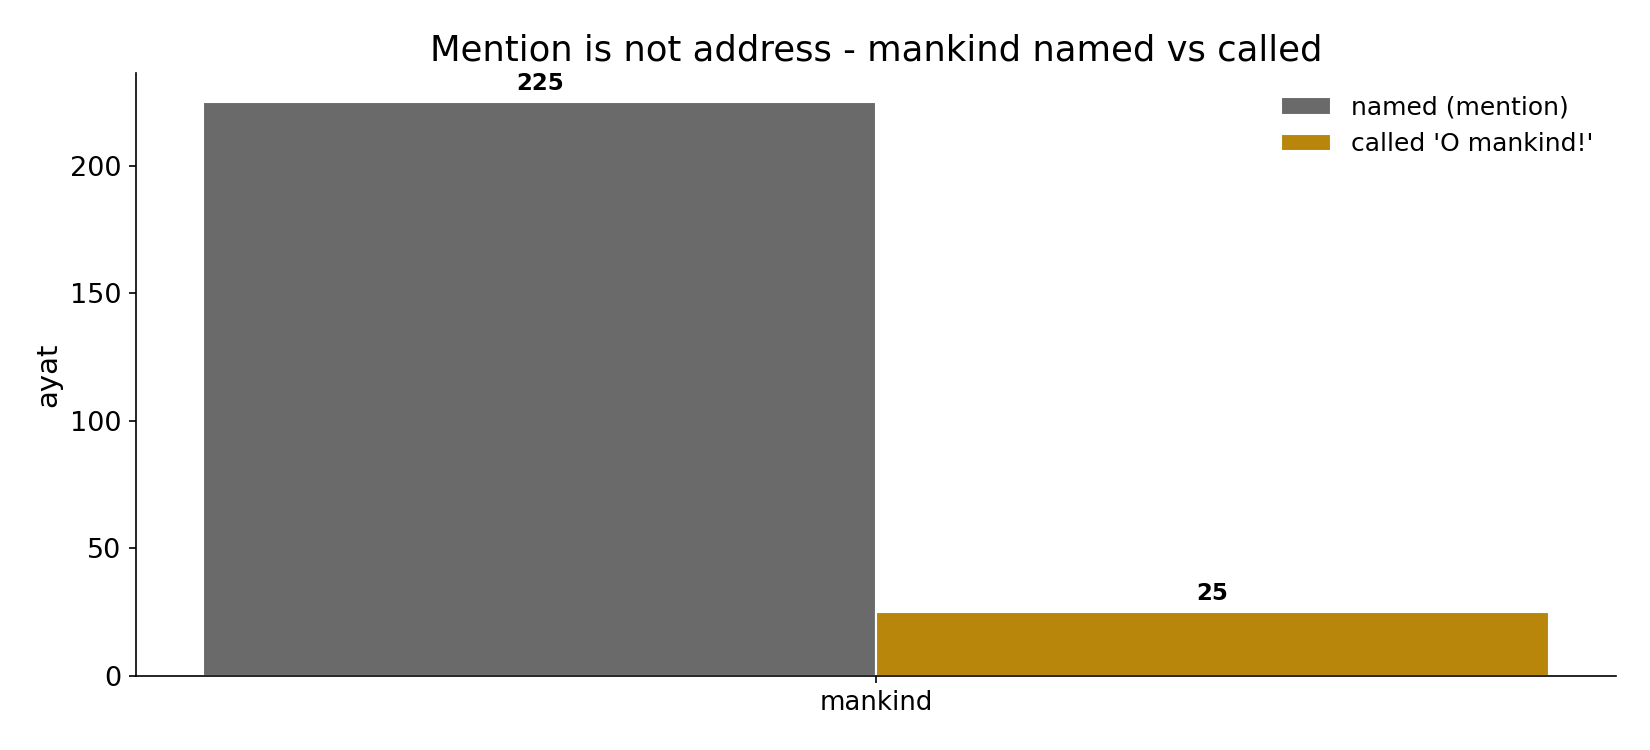 Mention is not address - mankind named vs called
225
named (mention)
called 'O mankind!'
200
150
100
50
0
ayat
25
mankind